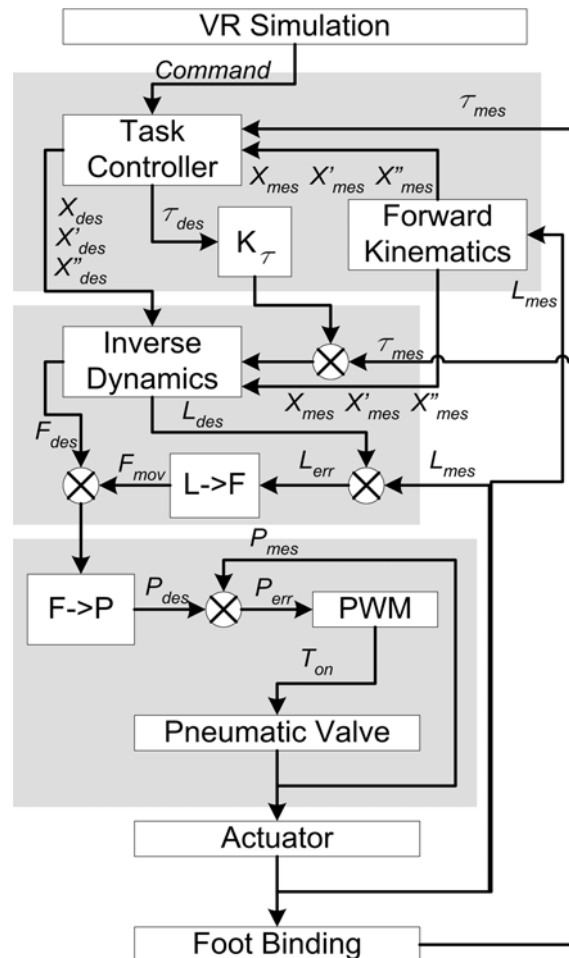 VR Simulation
Command
τmes
Task
Controller
Xmes X'mes X"mes
Xdes
X'des
X"des
τdes
Kτ
Forward
Kinematics
Lmes
Inverse
Dynamics
τmes
Xmes X'mes X"mes
Ldes
Fdes
Fmov
L->F
Lerr
Lmes
Pmes
F->P
Pdes
Perr
PWM
Ton
Pneumatic Valve
Actuator
Foot Binding